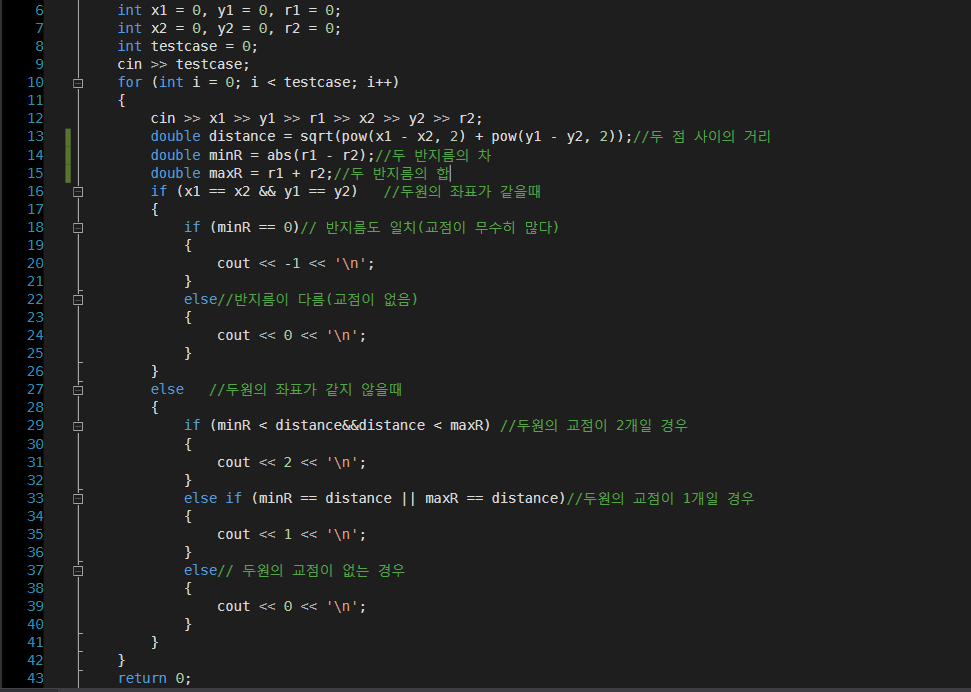 6 int x1 = 0, y1 = 0, r1 = 0;
7 int x2 = 0, y2 = 0, r2 = 0;
8 int testcase = 0;
9 cin >> testcase;
10 for (int i = 0; i < testcase; i++)
11 {
12 cin >> x1 >> y1 >> r1 >> x2 >> y2 >> r2;
13 double distance = sqrt(pow(x1 - x2, 2) + pow(y1 - y2, 2));//두 점 사이의 거리
14 double minR = abs(r1 - r2);//두 반지름의 차
15 double maxR = r1 + r2;//두 반지름의 합
16 if (x1 == x2 && y1 == y2) //두원의 좌표가 같을때
17 {
18 if (minR == 0)// 반지름도 일치(교점이 무수히 많다)
19 {
20 cout << -1 << '\n';
21 }
22 else//반지름이 다름(교점이 없음)
23 {
24 cout << 0 << '\n';
25 }
26 }
27 else //두원의 좌표가 같지 않을때
28 {
29 if (minR < distance&&distance < maxR) //두원의 교점이 2개일 경우
30 {
31 cout << 2 << '\n';
32 }
33 else if (minR == distance || maxR == distance)//두원의 교점이 1개일 경우
34 {
35 cout << 1 << '\n';
36 }
37 else// 두원의 교점이 없는 경우
38 {
39 cout << 0 << '\n';
40 }
41 }
42 }
43 return 0;